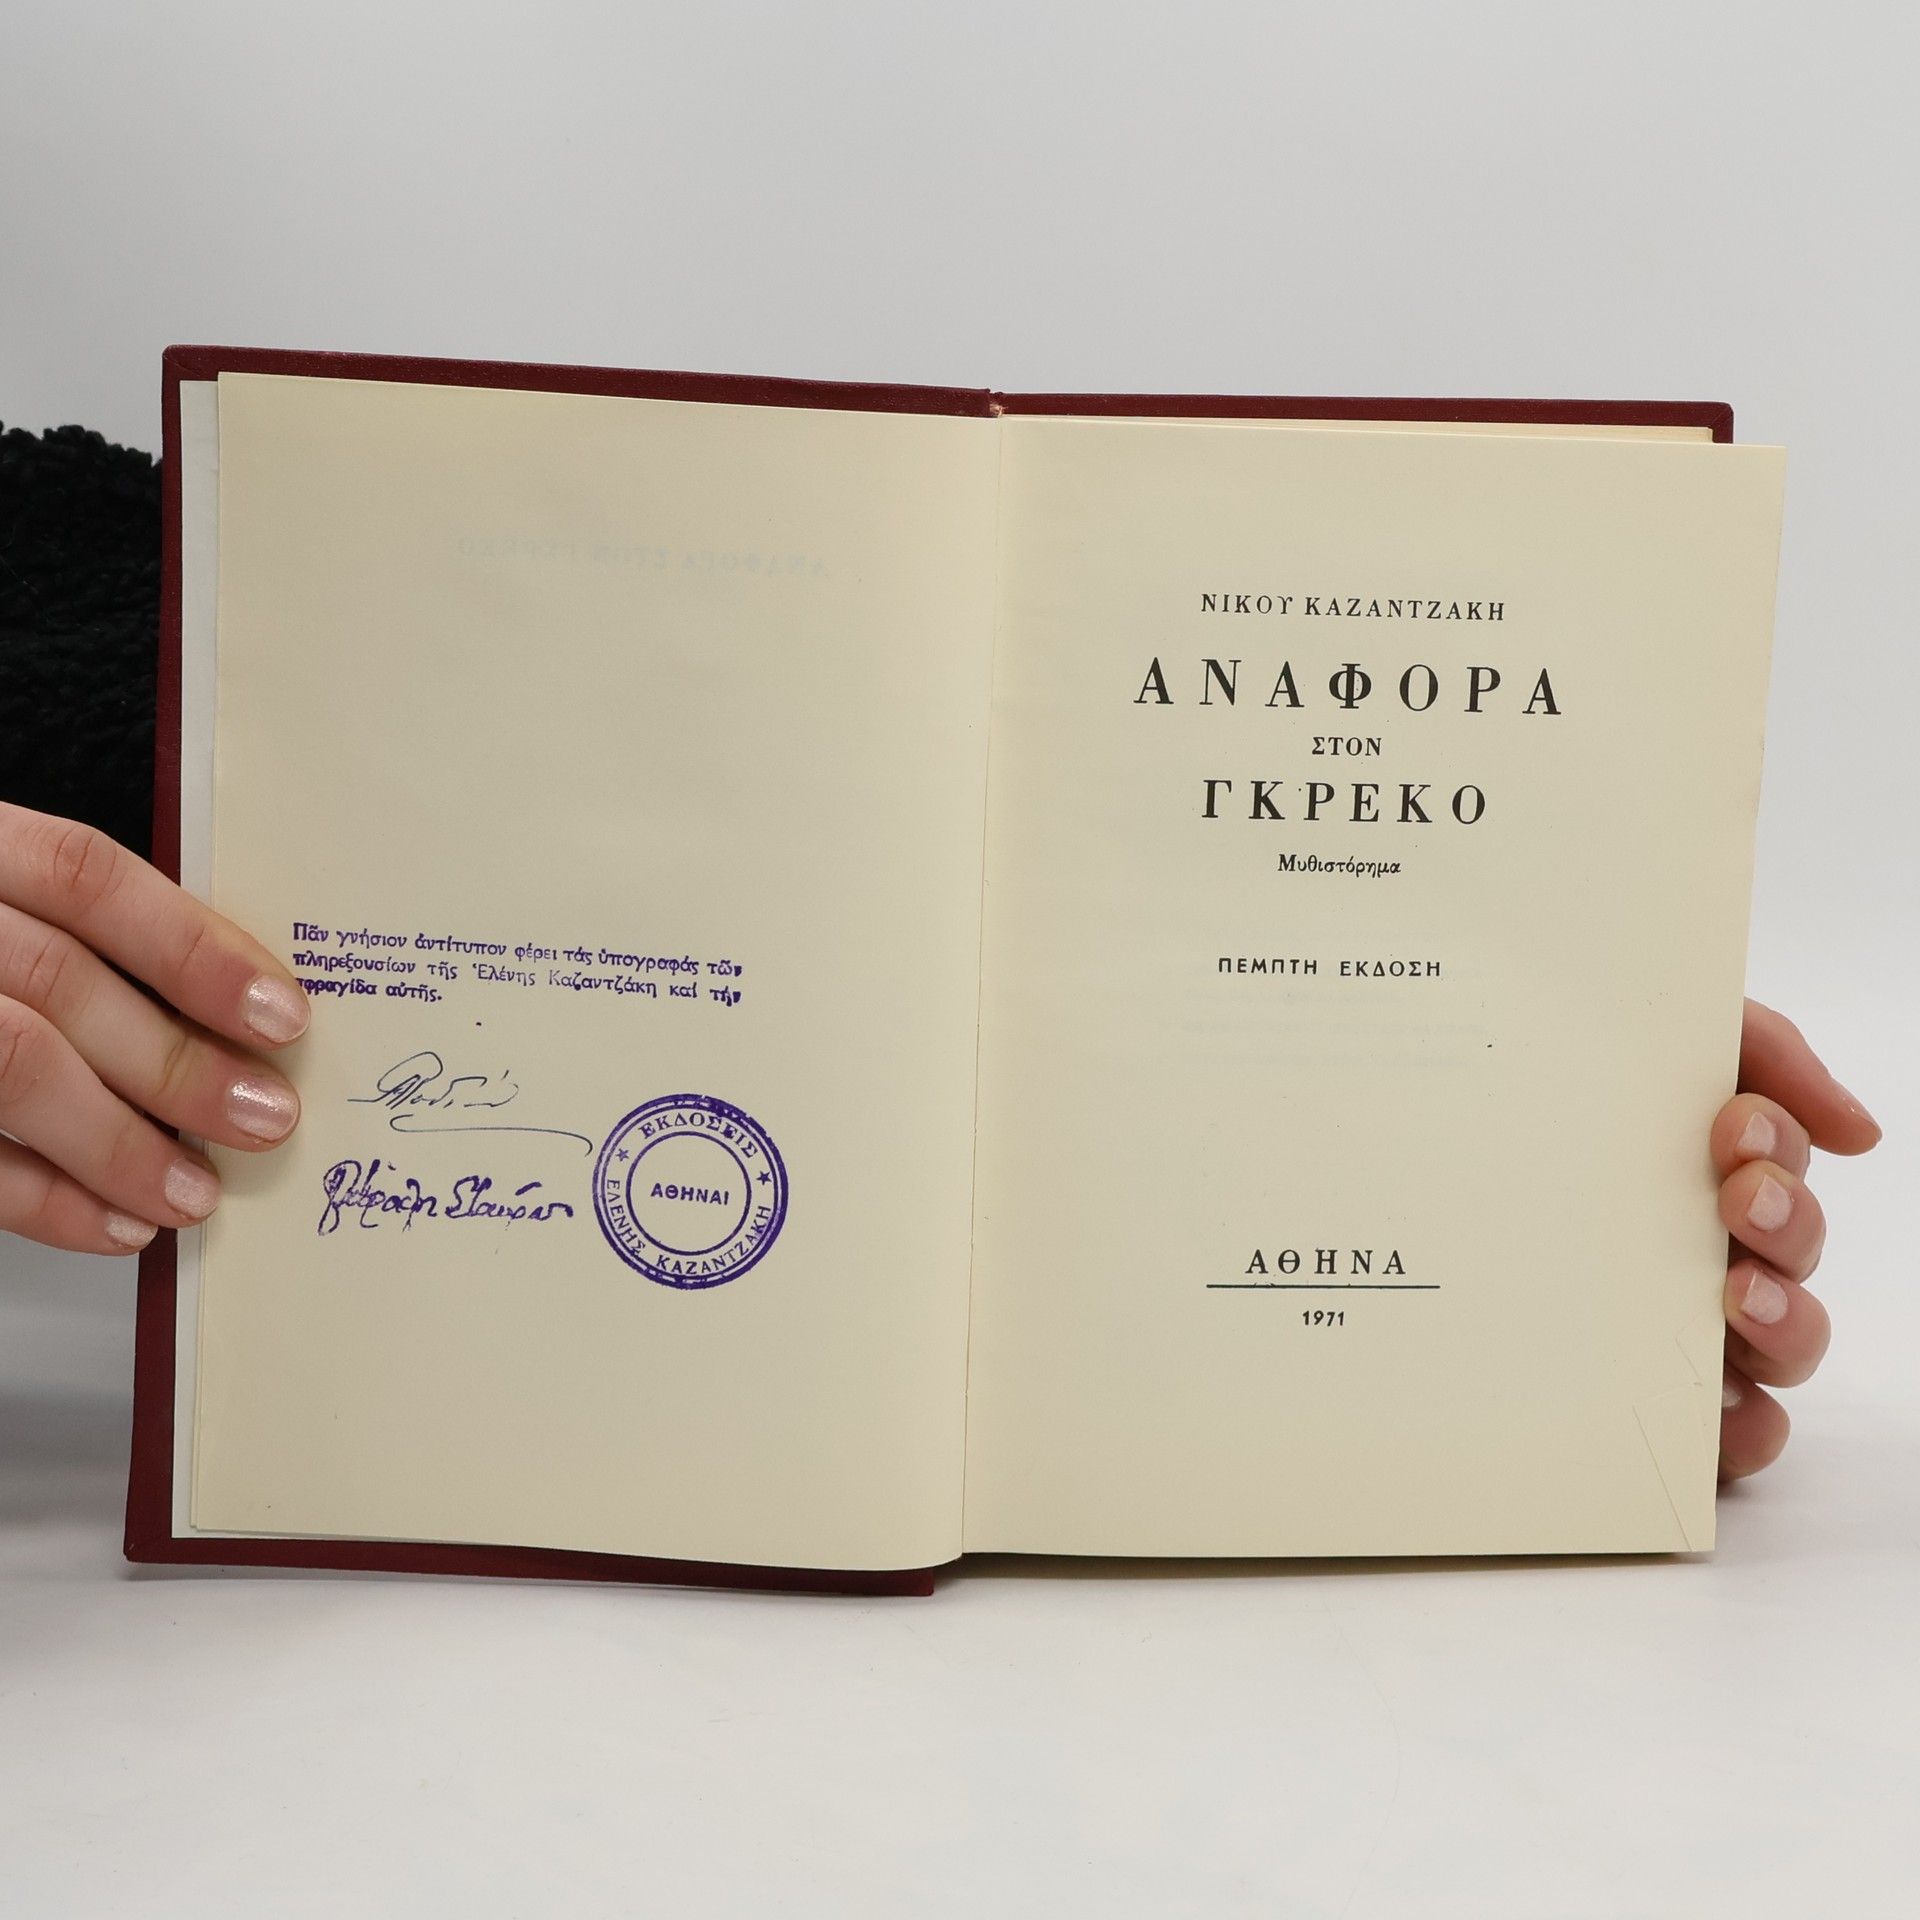 Πᾶν γνήσιον ἀντίτυπον φέρει τάς ὑπογραφάς τῶν
πληρεξουσίων τῆς Ἑλένης Καζαντζάκη καί τήν
σφραγίδα αὐτῆς.
ΕΚΔΟΣΕΙΣ
ΑΘΗΝΑΙ
ΕΛΕΝΗΣ ΚΑΖΑΝΤΖΑΚΗ
ΝΙΚΟΥ ΚΑΖΑΝΤΖΑΚΗ
ΑΝΑΦΟΡΑ
ΣΤΟΝ
ΓΚΡΕΚΟ
Μυθιστόρημα
ΠΕΜΠΤΗ ΕΚΔΟΣΗ
ΑΘΗΝΑ
1971